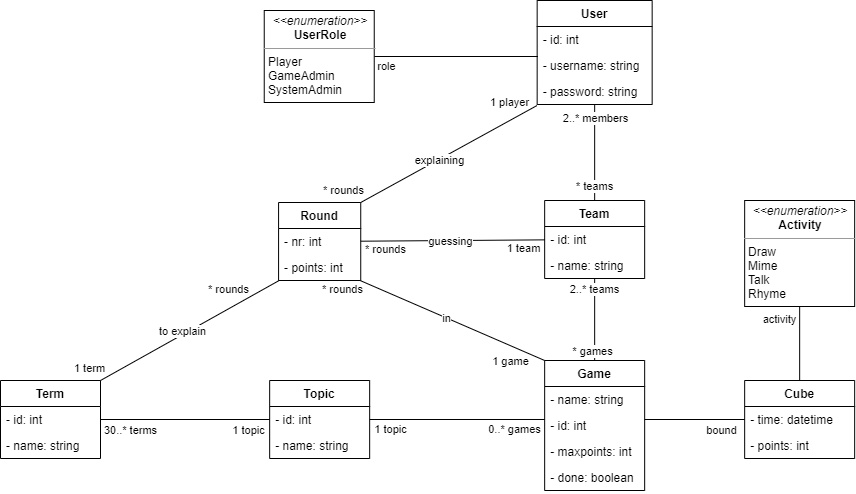 <<enumeration>>
UserRole
Player
GameAdmin
SystemAdmin
role
User
- id: int
- username: string
- password: string
1 player
2..* members
explaining
* rounds
* teams
Round
- nr: int
- points: int
* rounds
guessing
1 team
Team
- id: int
- name: string
<<enumeration>>
Activity
Draw
Mime
Talk
Rhyme
* rounds
* rounds
2..* teams
to explain
in
activity
1 term
1 game
* games
Term
- id: int
- name: string
30..* terms
1 topic
Topic
- id: int
- name: string
1 topic
0..* games
Game
- name: string
- id: int
- maxpoints: int
- done: boolean
bound
Cube
- time: datetime
- points: int